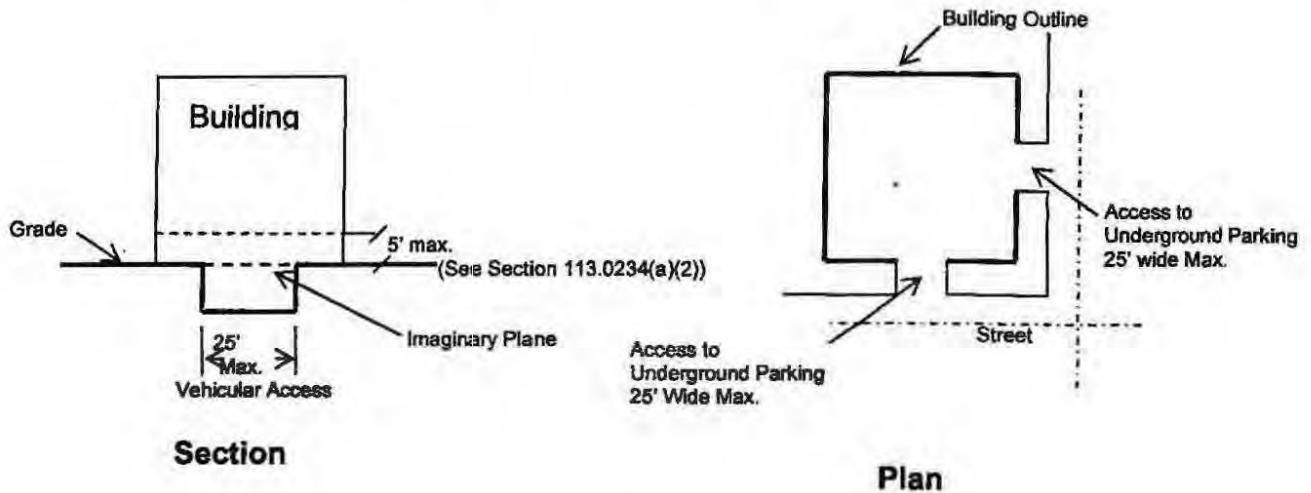 Building
Grade
5' max.
(See Section 113.0234(a)(2))
25'
Max.
Vehicular Access
Imaginary Plane
Section
Building Outline
Access to
Underground Parking
25' wide Max.
Street
Access to
Underground Parking
25' Wide Max.
Plan